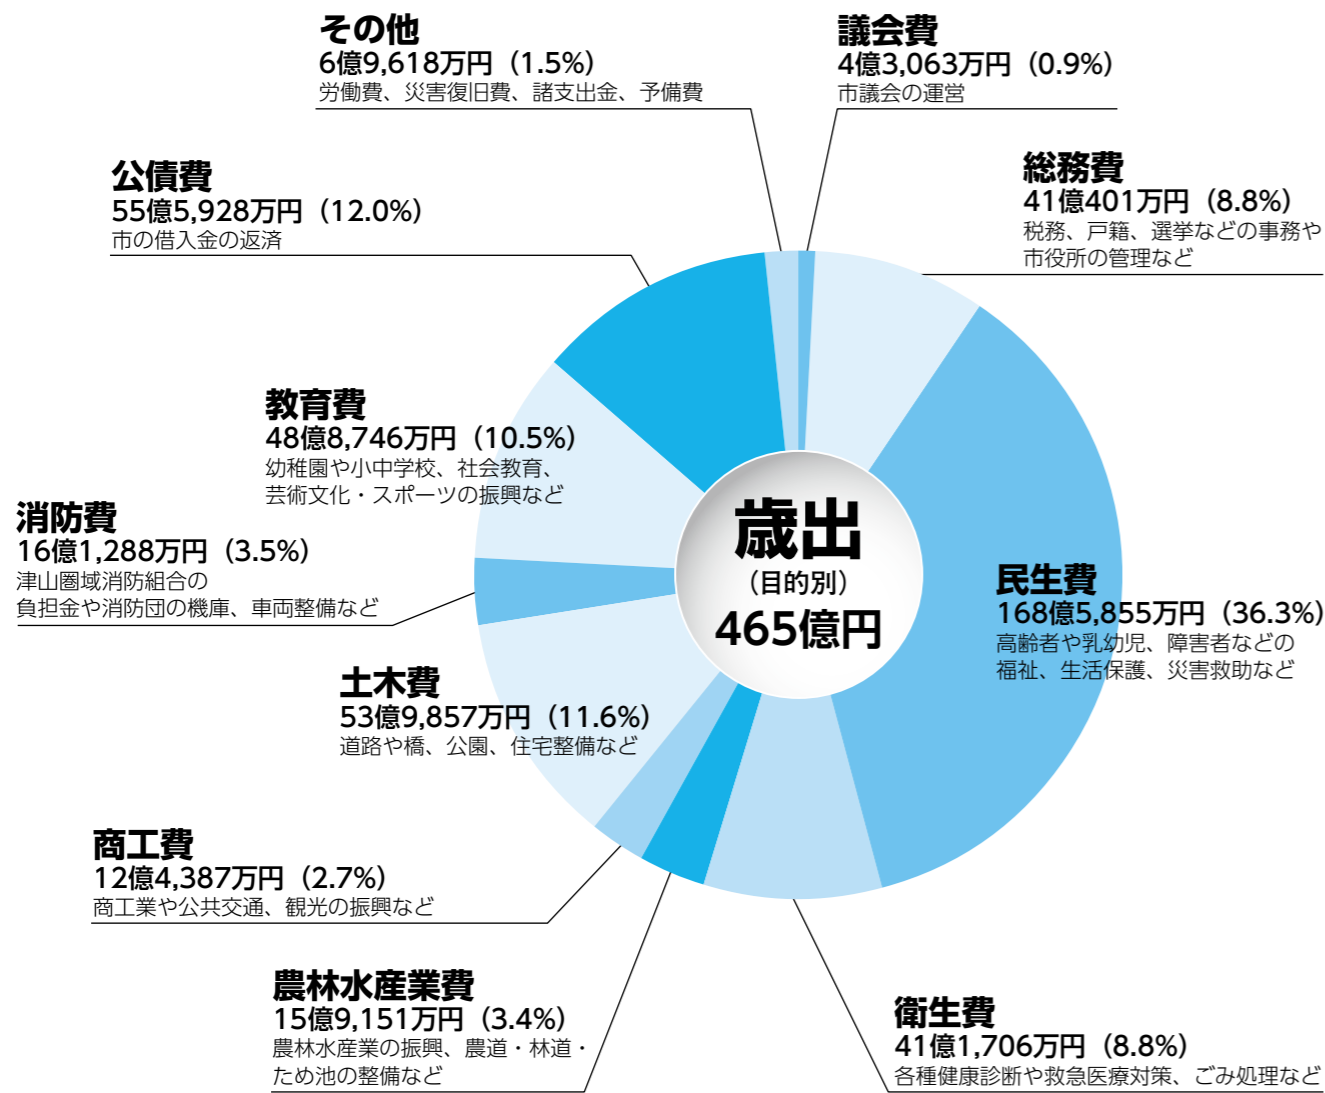 その他
6億9,618万円（1.5%）
労働費、災害復旧費、諸支出金、予備費
議会費
4億3,063万円（0.9%）
市議会の運営
総務費
41億401万円（8.8%）
税務、戸籍、選挙などの事務や
市役所の管理など
公債費
55億5,928万円（12.0%）
市の借入金の返済
教育費
48億8,746万円（10.5%）
幼稚園や小中学校、社会教育、
芸術文化・スポーツの振興など
消防費
16億1,288万円（3.5%）
津山圏域消防組合の
負担金や消防団の機庫、車両整備など
歳出
（目的別）
465億円
民生費
168億5,855万円（36.3%）
高齢者や乳幼児、障害者などの
福祉、生活保護、災害救助など
土木費
53億9,857万円（11.6%）
道路や橋、公園、住宅整備など
商工費
12億4,387万円（2.7%）
商工業や公共交通、観光の振興など
農林水産業費
15億9,151万円（3.4%）
農林水産業の振興、農道・林道・
ため池の整備など
衛生費
41億1,706万円（8.8%）
各種健康診断や救急医療対策、ごみ処理など